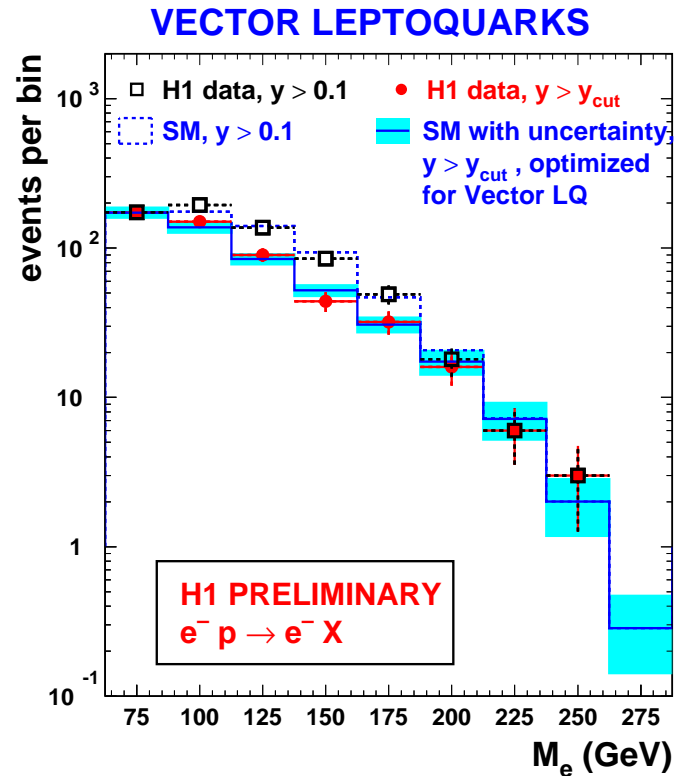 VECTOR LEPTOQUARKS
events per bin
10³
10²
10
1
10⁻¹
H1 data, y > 0.1
H1 data, y > y_cut
SM, y > 0.1
SM with uncertainty,
y > y_cut , optimized
for Vector LQ
H1 PRELIMINARY
e⁻ p → e⁻ X
75 100 125 150 175 200 225 250 275
M_e (GeV)